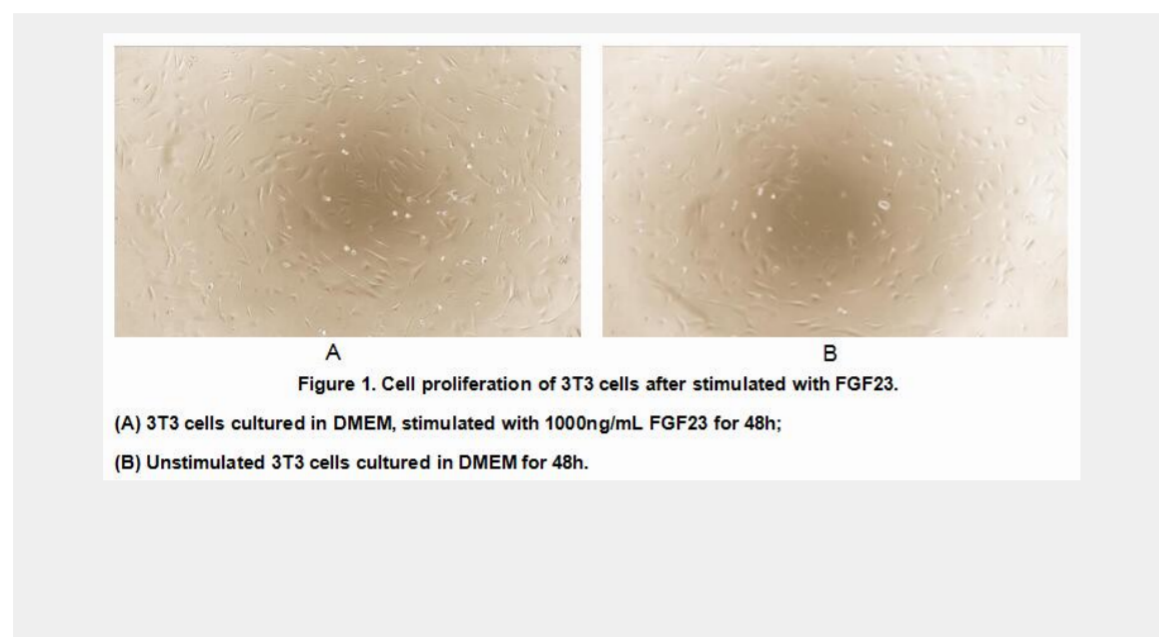 A
B
Figure 1. Cell proliferation of 3T3 cells after stimulated with FGF23.
(A) 3T3 cells cultured in DMEM, stimulated with 1000ng/mL FGF23 for 48h;
(B) Unstimulated 3T3 cells cultured in DMEM for 48h.